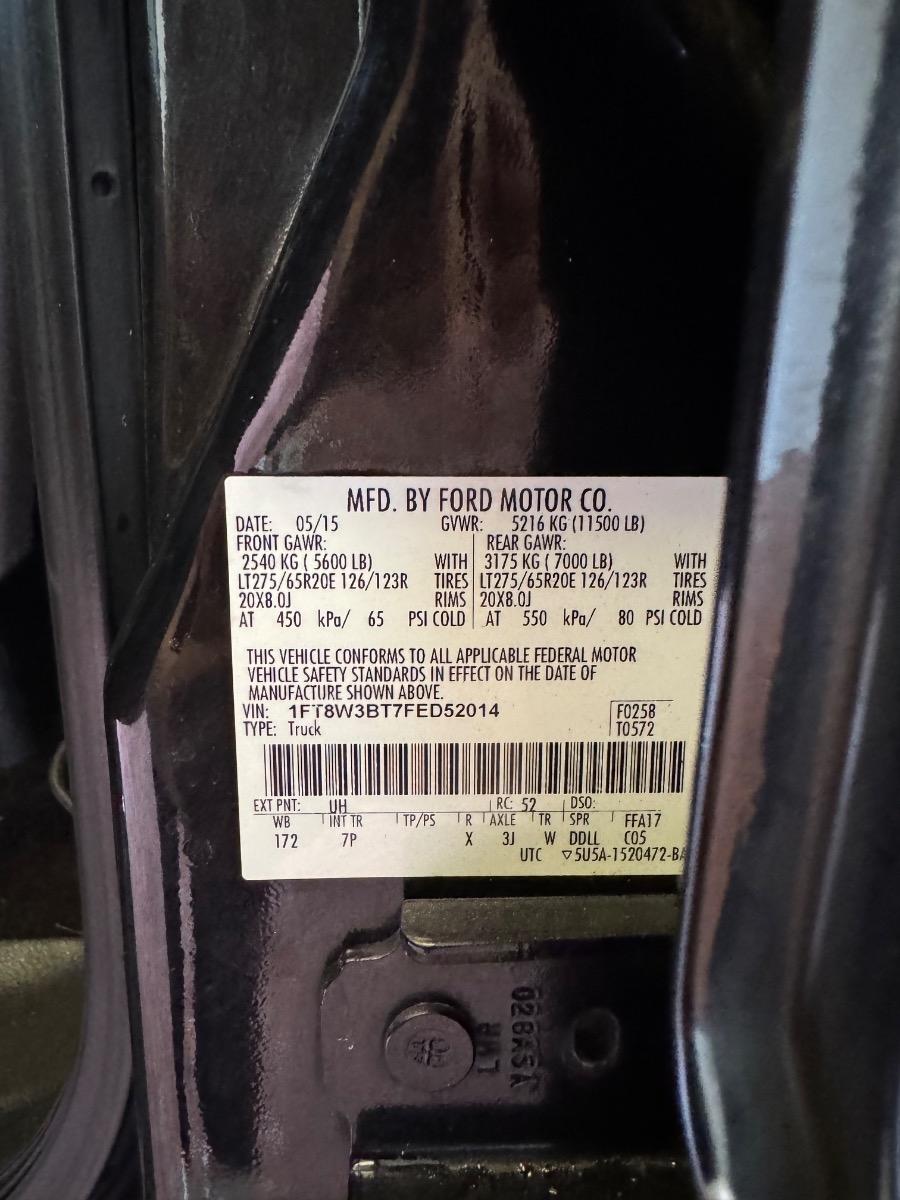 MFD. BY FORD MOTOR CO.
DATE: 05/15 GVWR: 5216 KG (11500 LB)
FRONT GAWR: REAR GAWR:
2540 KG ( 5600 LB) WITH 3175 KG ( 7000 LB) WITH
LT275/65R20E 126/123R TIRES LT275/65R20E 126/123R TIRES
20X8.0J RIMS 20X8.0J RIMS
AT 450 kPa/ 65 PSI COLD AT 550 kPa/ 80 PSI COLD
THIS VEHICLE CONFORMS TO ALL APPLICABLE FEDERAL MOTOR
VEHICLE SAFETY STANDARDS IN EFFECT ON THE DATE OF
MANUFACTURE SHOWN ABOVE.
VIN: 1FT8W3BT7FED52014 F0258
TYPE: Truck T0572
EXT PNT: UH RC: 52 DSO:
WB INT TR TP/PS R AXLE TR SPR FFA17
172 7P X 3J W DDLL C05
UTC ▽5U5A-1520472-BA
LWR